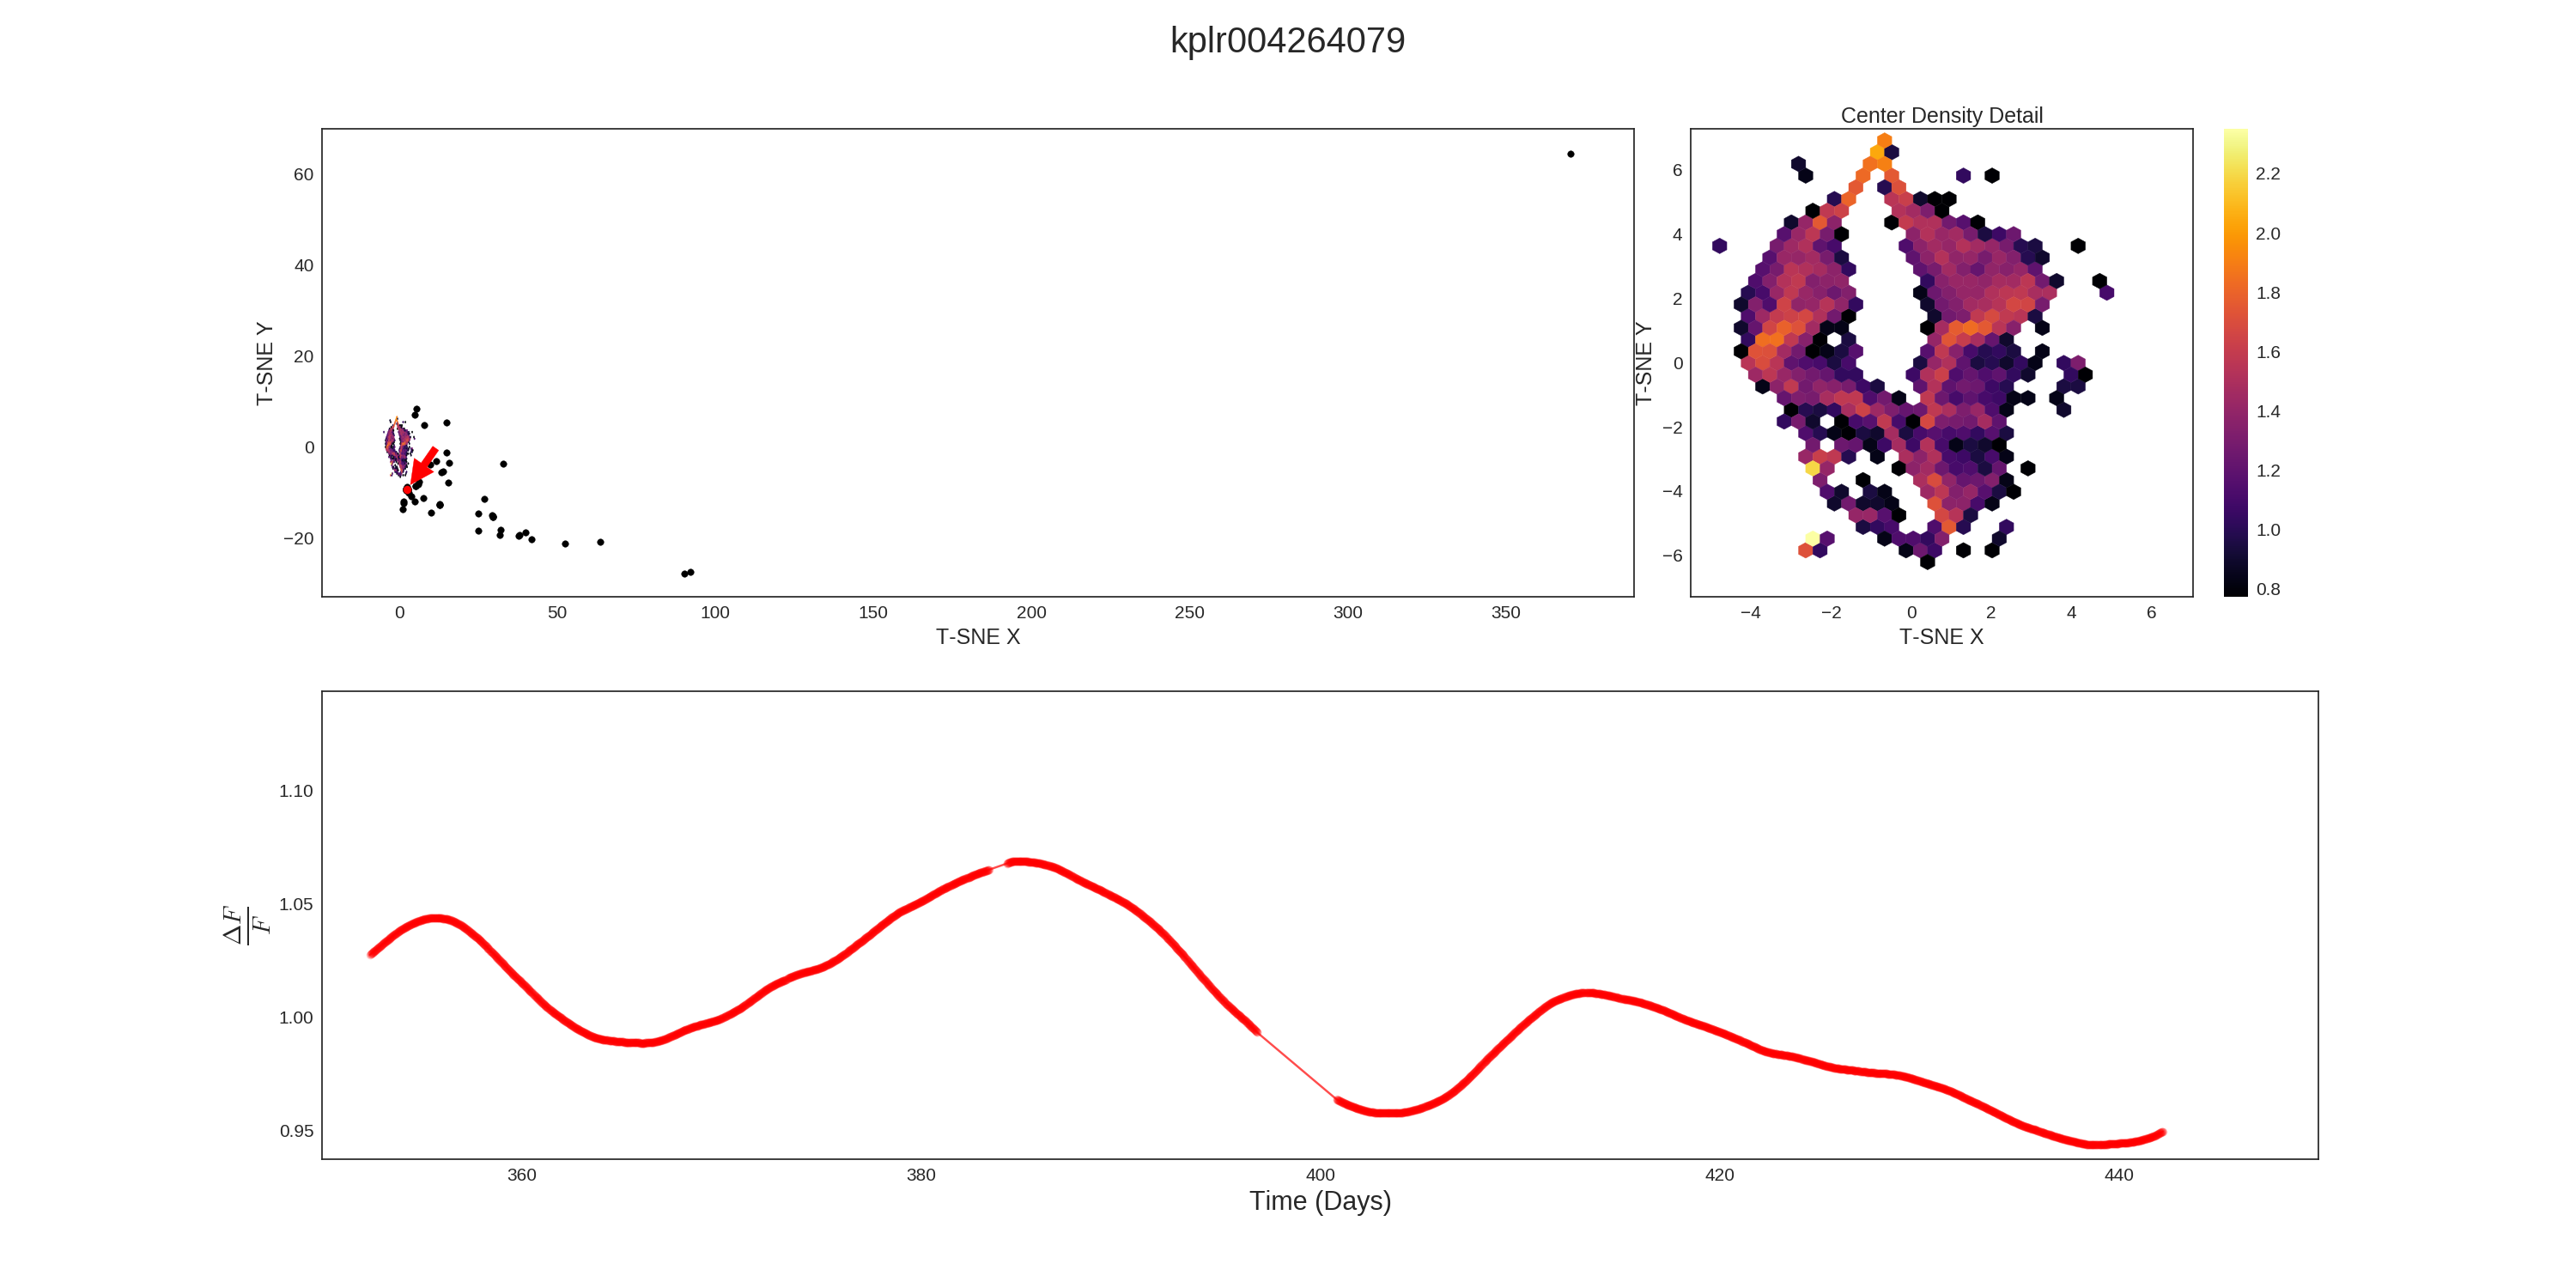 kplr004264079
Center Density Detail
60
40
20
0
−20
T-SNE Y
0 50 100 150 200 250 300 350
T-SNE X
6
4
2
0
−2
−4
−6
T-SNE Y
−4 −2 0 2 4 6
T-SNE X
2.2
2.0
1.8
1.6
1.4
1.2
1.0
0.8
1.10
1.05
1.00
0.95
ΔF
F
360 380 400 420 440
Time (Days)